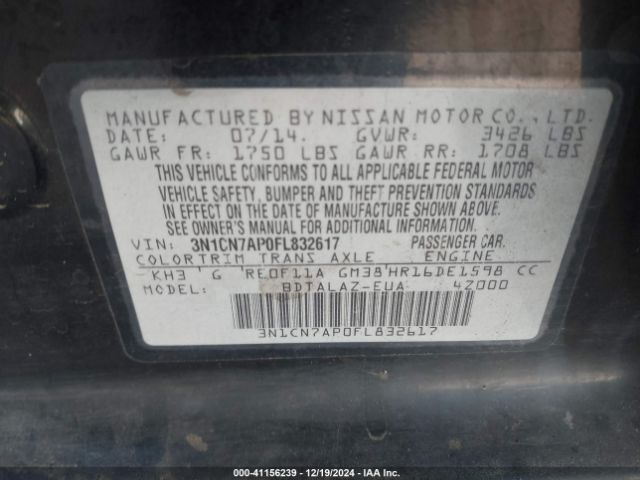 MANUFACTURED BY NISSAN MOTOR CO., LTD.
DATE: 07/14. GVWR: 3426 LBS
GAWR FR: 1750 LBS GAWR RR: 1708 LBS
THIS VEHICLE CONFORMS TO ALL APPLICABLE FEDERAL MOTOR
VEHICLE SAFETY, BUMPER AND THEFT PREVENTION STANDARDS
IN EFFECT ON THE DATE OF MANUFACTURE SHOWN ABOVE.
SEE OWNER'S MANUAL FOR ADDITIONAL INFORMATION.
VIN: 3N1CN7AP0FL832617 PASSENGER CAR.
COLOR TRIM TRANS AXLE ENGINE
KH3 ' G 'RE0F11A GM38'HR16DE1598 CC
MODEL: BDTALAZ-EUA 4Z000
3N1CN7AP0FL832617
000-41156239 - 12/19/2024 - IAA Inc.